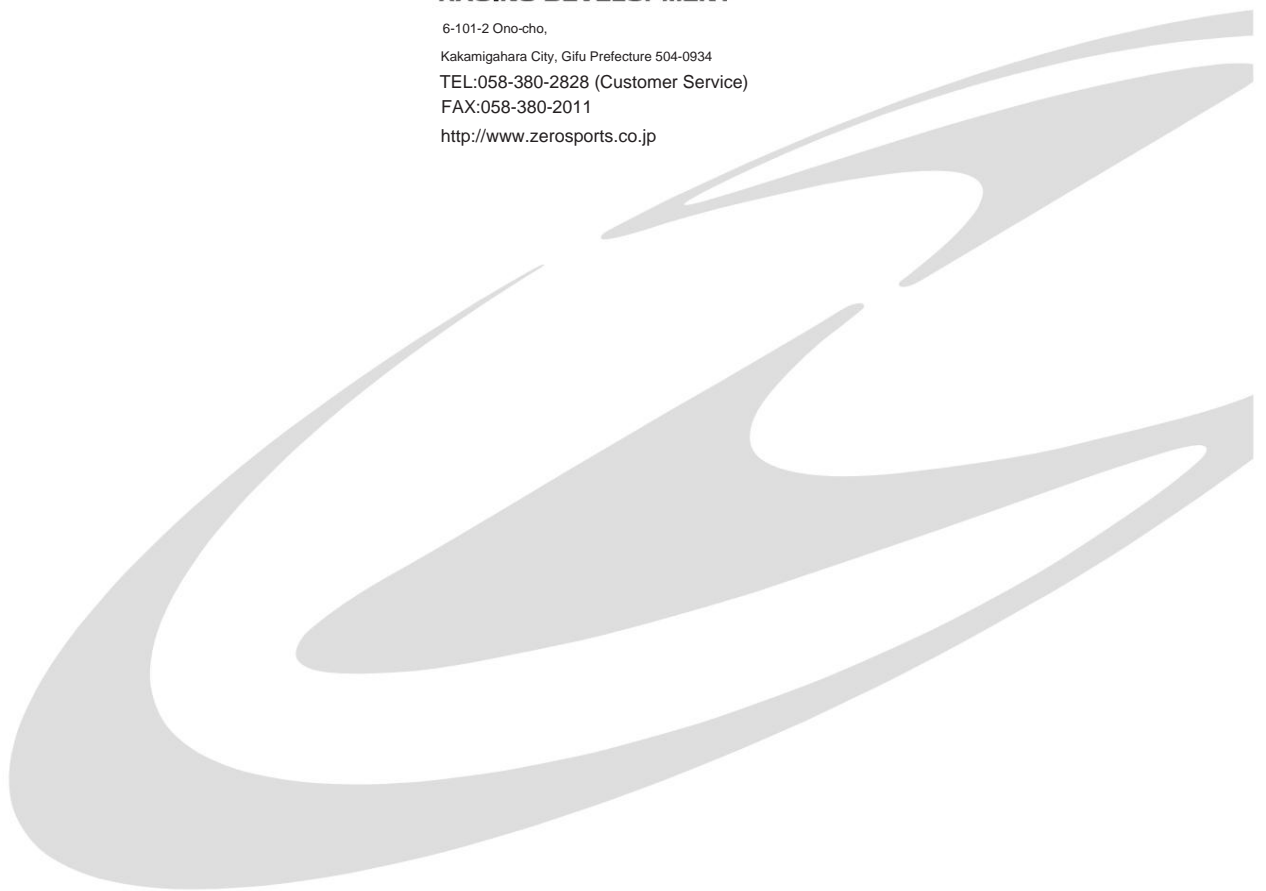 6-101-2 Ono-cho,
Kakamigahara City, Gifu Prefecture 504-0934
TEL:058-380-2828 (Customer Service)
FAX:058-380-2011
http://www.zerosports.co.jp